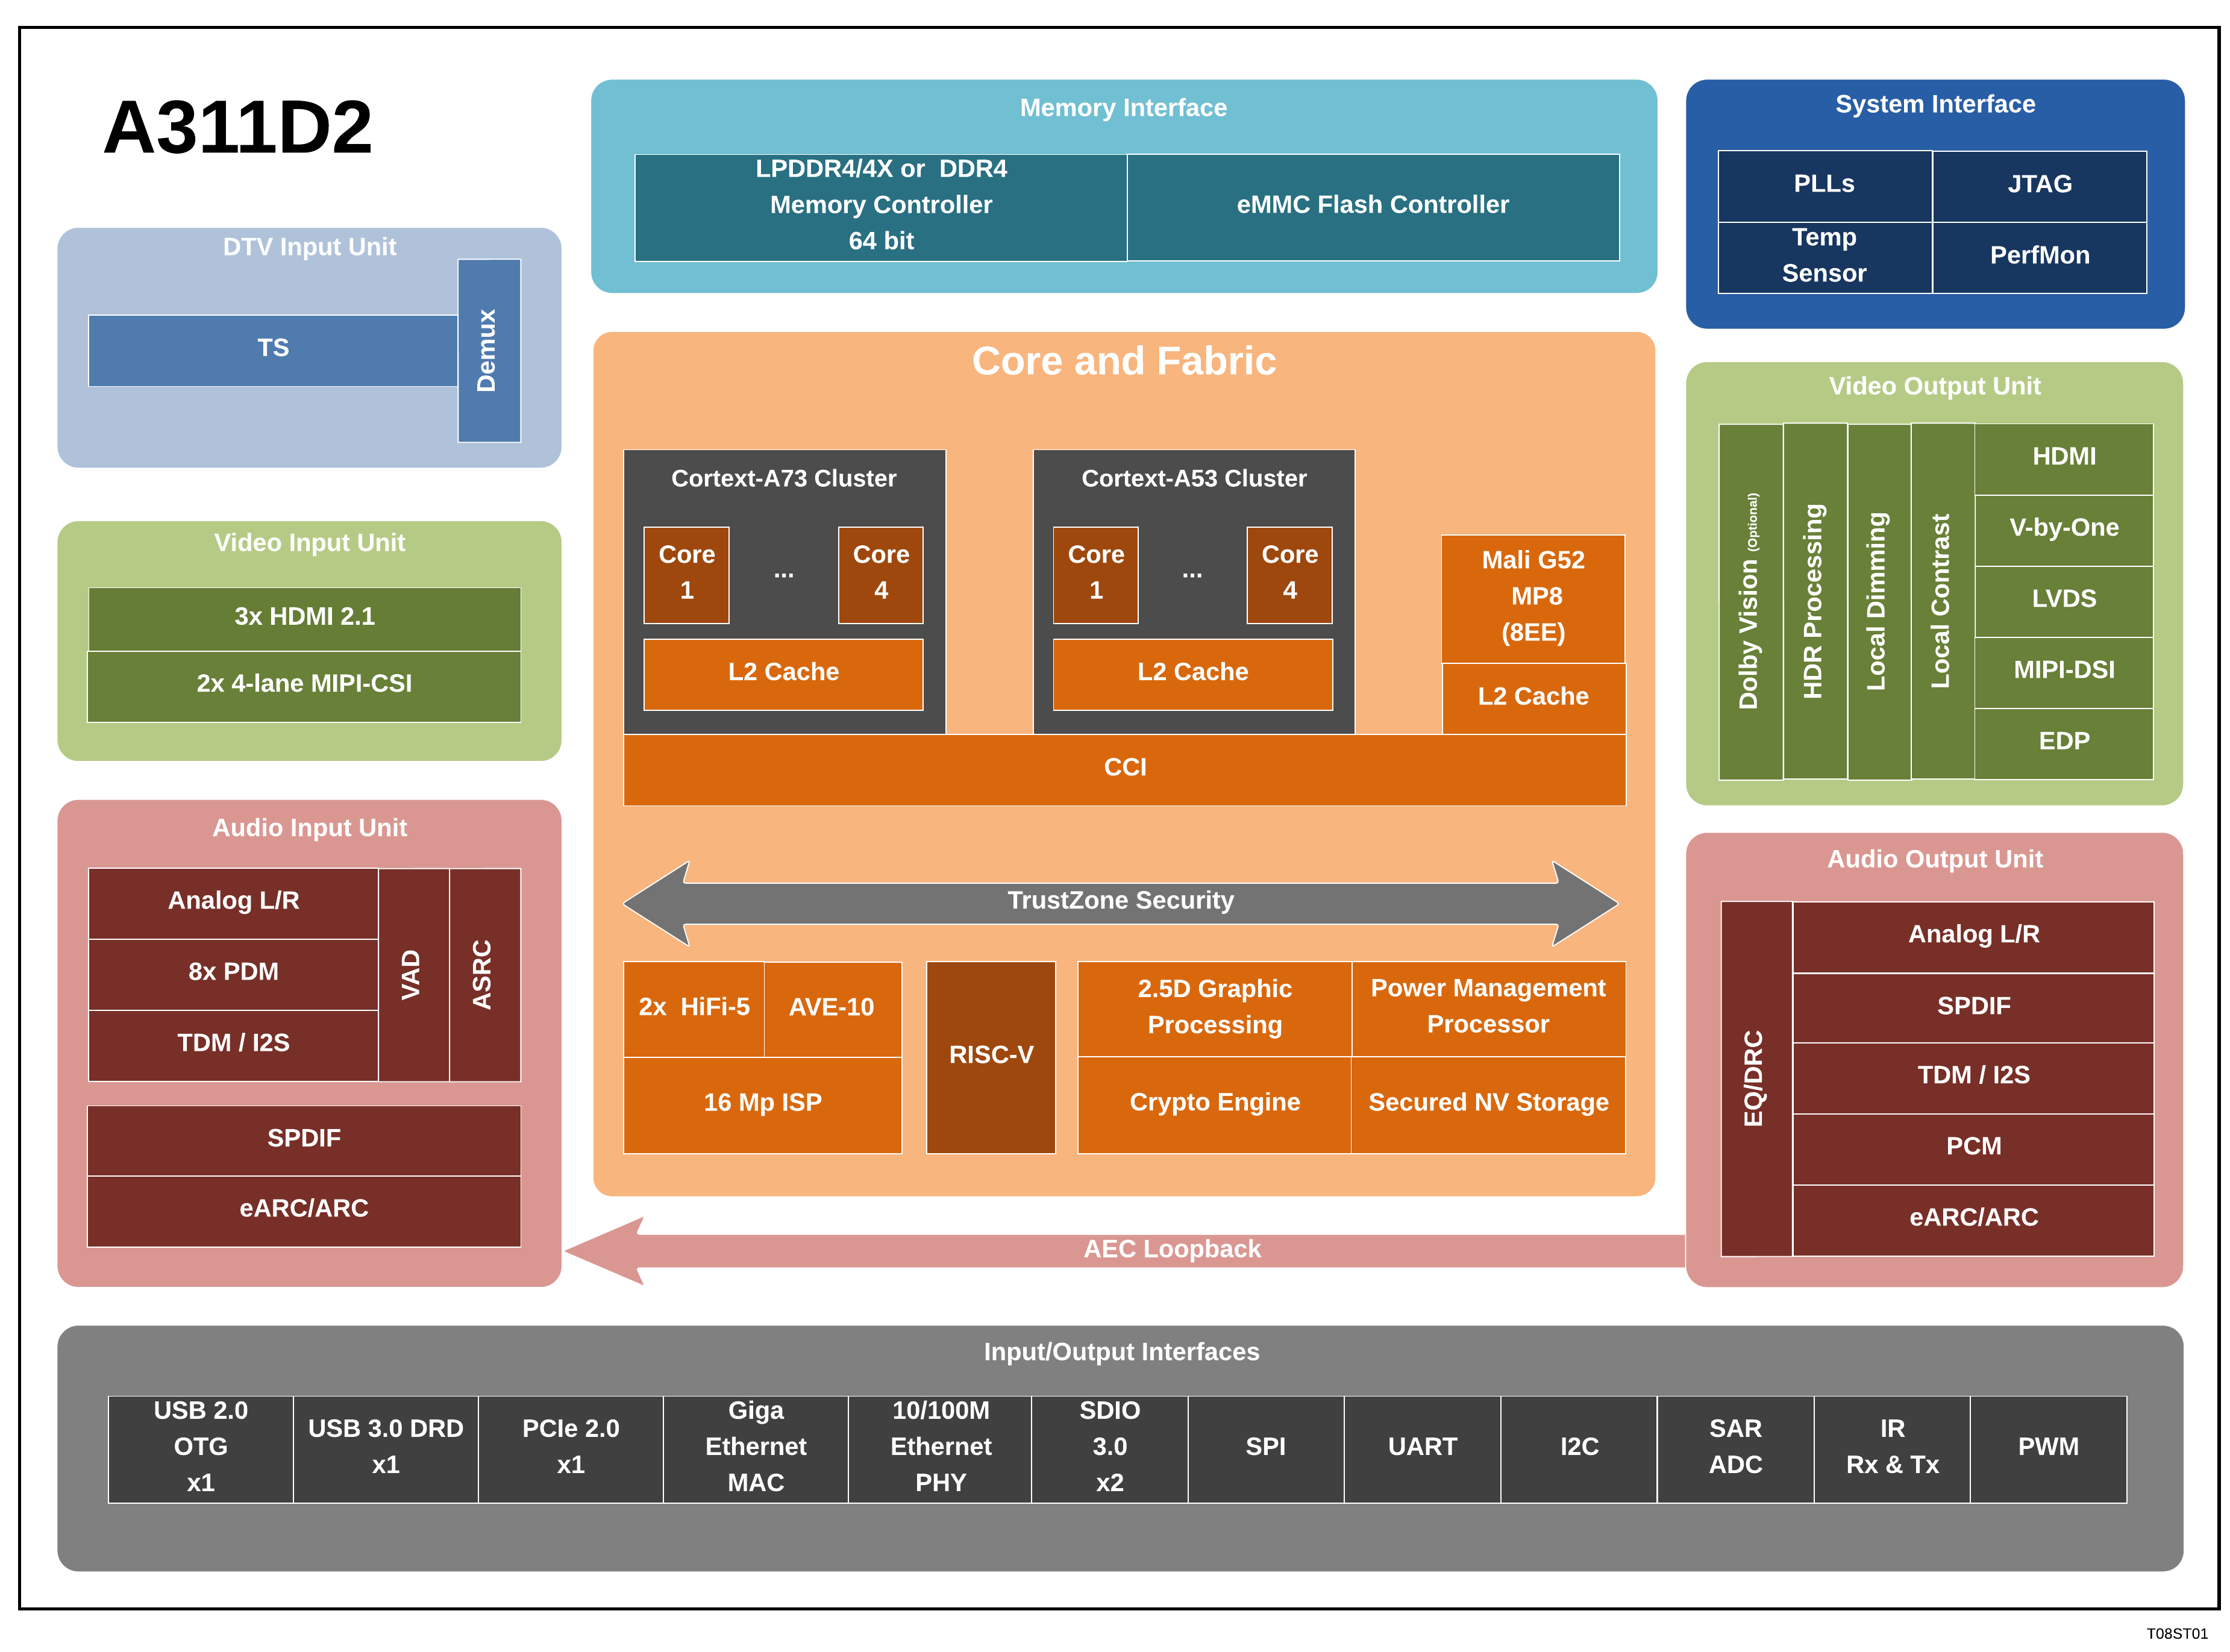 A311D2
Memory Interface
LPDDR4/4X or  DDR4
Memory Controller
64 bit
eMMC Flash Controller
System Interface
PLLs
JTAG
Temp
Sensor
PerfMon
DTV Input Unit
TS
Demux
Video Input Unit
3x HDMI 2.1
2x 4-lane MIPI-CSI
Audio Input Unit
Analog L/R
8x PDM
TDM / I2S
VAD
ASRC
SPDIF
eARC/ARC
Core and Fabric
Cortext-A73 Cluster
Core
1
...
Core
4
L2 Cache
Cortext-A53 Cluster
Core
1
...
Core
4
L2 Cache
Mali G52
MP8
(8EE)
L2 Cache
CCI
TrustZone Security
2x  HiFi-5
AVE-10
16 Mp ISP
RISC-V
2.5D Graphic
Processing
Power Management
Processor
Crypto Engine
Secured NV Storage
Video Output Unit
Dolby Vision (Optional)
HDR Processing
Local Dimming
Local Contrast
HDMI
V-by-One
LVDS
MIPI-DSI
EDP
Audio Output Unit
EQ/DRC
Analog L/R
SPDIF
TDM / I2S
PCM
eARC/ARC
AEC Loopback
Input/Output Interfaces
USB 2.0
OTG
x1
USB 3.0 DRD
x1
PCIe 2.0
x1
Giga
Ethernet
MAC
10/100M
Ethernet
PHY
SDIO
3.0
x2
SPI
UART
I2C
SAR
ADC
IR
Rx & Tx
PWM
T08ST01